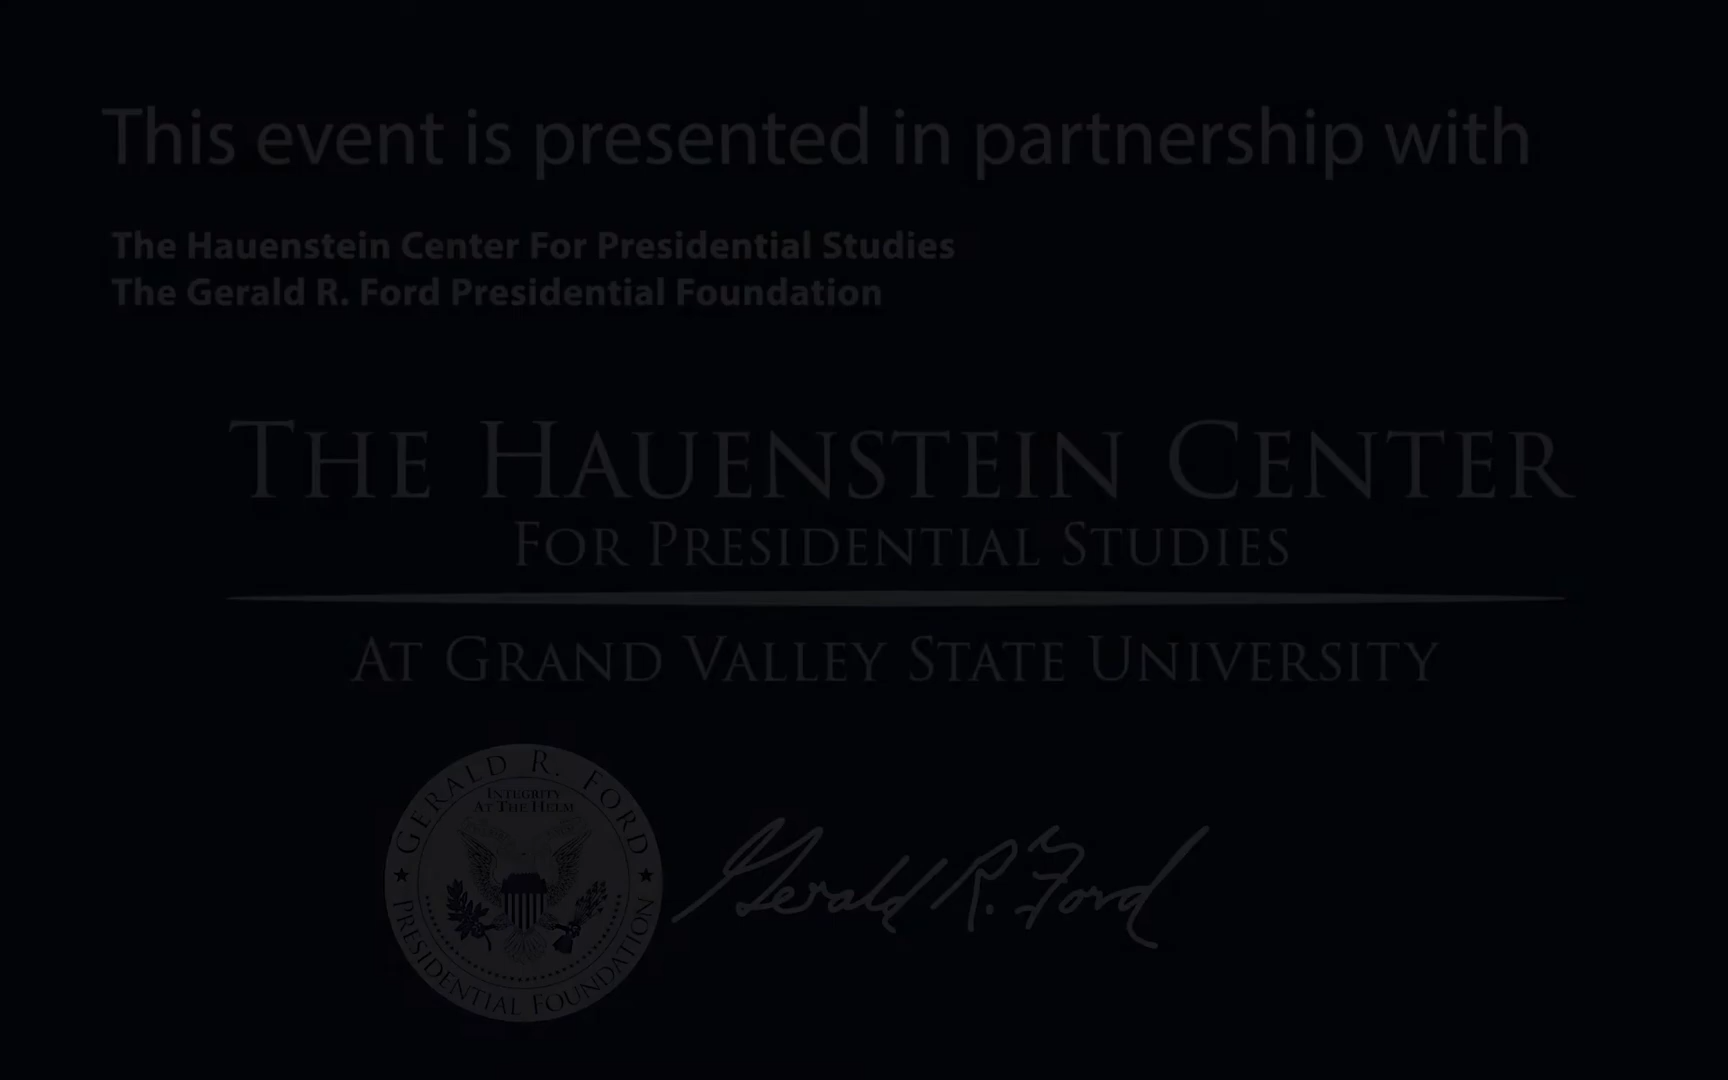 This event is presented in partnership with
The Hauenstein Center For Presidential Studies
The Gerald R. Ford Presidential Foundation
THE HAUENSTEIN CENTER
FOR PRESIDENTIAL STUDIES
AT GRAND VALLEY STATE UNIVERSITY
GERALD R. FORD
INTEGRITY
AT THE HELM
PRESIDENTIAL FOUNDATION
Gerald R. Ford